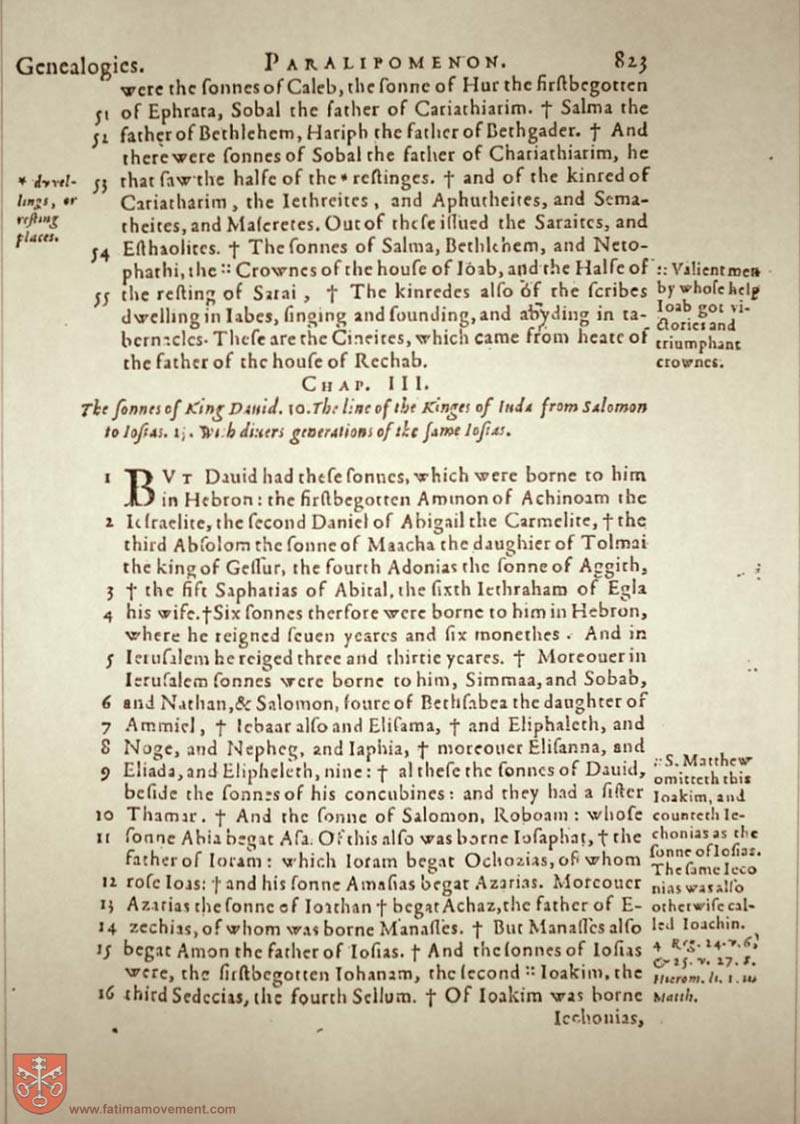 Genealogies. PARALIPOMENON. 823
were the ſonnes of Caleb, the ſonne of Hur the firſtbegotten
51 of Ephrata, Sobal the father of Cariathiarim. † Salma the
52 father of Bethlehem, Hariph the father of Bethgader. † And
there were ſonnes of Sobal the father of Chariathiarim, he
53 that ſaw the halfe of the * reſtinges. † and of the kinred of
Cariatharim, the Iethreites, and Aphutheites, and Sema-
theites, and Maſeretes. Out of theſe iſſued the Saraites, and
54 Eſthaolites. † The ſonnes of Salma, Bethlehem, and Neto-
phathi, the :: Crownes of the houſe of Ioab, and the Halfe of
55 the reſting of Sarai, † The kinredes alſo of the ſcribes
dwelling in Iabes, ſinging and ſounding, and abyding in ta-
bernacles. Theſe are the Cineites, which came from heate of
the father of the houſe of Rechab.
* dvvel-
lings, or
reſting
places.
:: Valient men
by whoſe help
Ioab got vi-
ctories and
triumphant
crownes.
CHAP. III.
The ſonnes of King Dauid. 10. The line of the Kinges of Iuda from Salomon
to Ioſias. 15. With diuers generations of the ſame Ioſias.
1 BVT Dauid had theſe ſonnes, which were borne to him
in Hebron: the firſtbegotten Amnon of Achinoam the
2 Ieſraelite, the ſecond Daniel of Abigail the Carmelite, † the
third Abſolom the ſonne of Maacha the daughter of Tolmai
the king of Geſſur, the fourth Adonias the ſonne of Aggith,
3 † the fift Saphatias of Abital, the ſixth Iethraham of Egla
4 his wife. † Six ſonnes therfore were borne to him in Hebron,
where he reigned ſeuen yeares and ſix monethes. And in
5 Ieruſalem he reiged three and thirtie yeares. † Moreouer in
Ieruſalem ſonnes were borne to him, Simmaa, and Sobab,
6 and Nathan, & Salomon, foure of Bethſabea the daughter of
7 Ammiel, † Iebaar alſo and Eliſama, † and Eliphaleth, and
8 Noge, and Nepheg, and Iaphia, † moreouer Eliſanna, and
9 Eliada, and Elipheleth, nine: † al theſe the ſonnes of Dauid,
beſide the ſonnes of his concubines: and they had a ſiſter
10 Thamar. † And the ſonne of Salomon, Roboam: whoſe
11 ſonne Abia begat Aſa. Of this alſo was borne Ioſaphat, † the
father of Ioram: which Ioram begat Ochozias, of whom
12 roſe Ioas: † and his ſonne Amaſias begat Azarias. Moreouer
13 Azarias the ſonne of Ioathan † begat Achaz, the father of E-
14 zechias, of whom was borne Manaſſes. † But Manaſſes alſo
15 begat Amon the father of Ioſias. † And the ſonnes of Ioſias
were, the firſtbegotten Iohanam, the ſecond :: Ioakim, the
16 third Sedecias, the fourth Sellum. † Of Ioakim was borne
Iechonias,
:: S. Matthew
omitteth this
Ioakim, and
counteth Ie-
chonias as the
ſonne of Ioſias.
The ſame Ieco
nias was alſo
otherwiſe cal-
led Ioachin.
4 Reg. 24. v. 6,
& 25. v. 27. S.
Hierom. li. 1. in
Matth.
www.fatimamovement.com